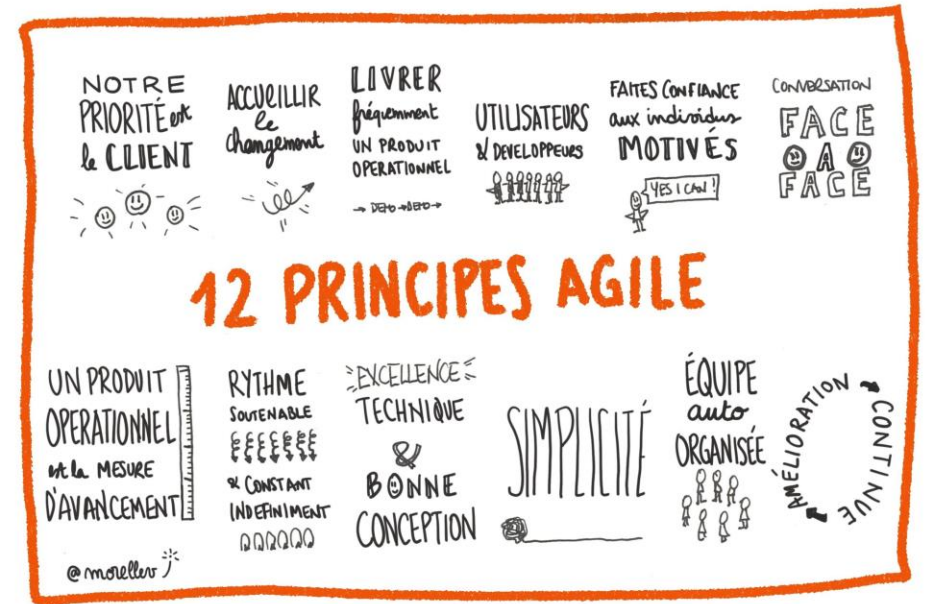 NOTRE
PRIORITÉ est
le CLIENT
ACCUEILLIR
le
changement
LIVRER
fréquemment
UN PRODUIT
OPERATIONNEL
→ DEMO → DEMO →
UTILISATEURS
& DEVELOPPEURS
FAITES CONFIANCE
aux individus
MOTIVÉS
YES I CAN !
CONVERSATION
FACE
A
FACE
12 PRINCIPES AGILE
UN PRODUIT
OPERATIONNEL
est la MESURE
D'AVANCEMENT
RYTHME
SOUTENABLE
& CONSTANT
INDEFINIMENT
EXCELLENCE
TECHNIQUE
&
BONNE
CONCEPTION
SIMPLICITÉ
ÉQUIPE
auto
ORGANISÉE
AMÉLIORATION
CONTINUE
@morellev